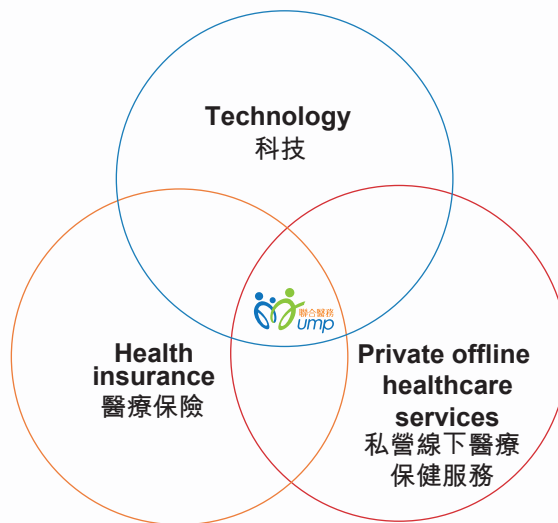 Technology
科技
聯合醫務
ump
Health
insurance
醫療保險
Private offline
healthcare
services
私營線下醫療
保健服務